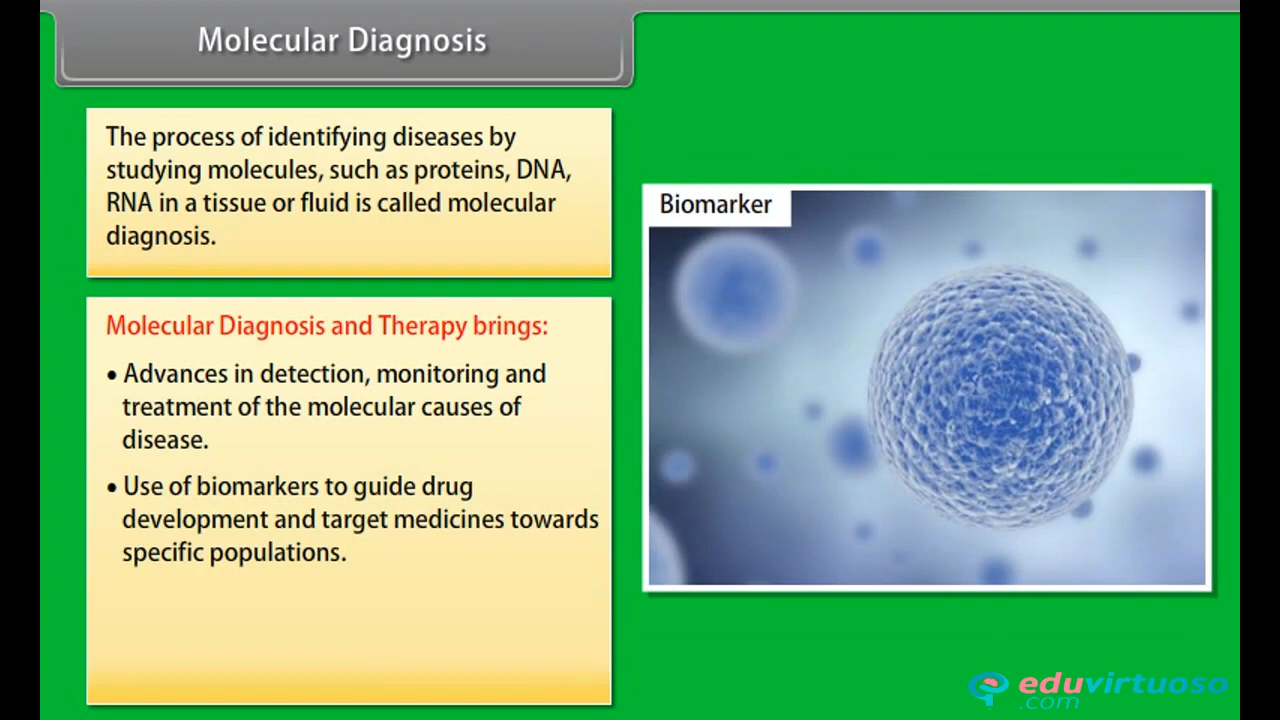 Molecular Diagnosis
The process of identifying diseases by
studying molecules, such as proteins, DNA,
RNA in a tissue or fluid is called molecular
diagnosis.
Molecular Diagnosis and Therapy brings:
• Advances in detection, monitoring and
treatment of the molecular causes of
disease.
• Use of biomarkers to guide drug
development and target medicines towards
specific populations.
Biomarker
eduvirtuoso
.com